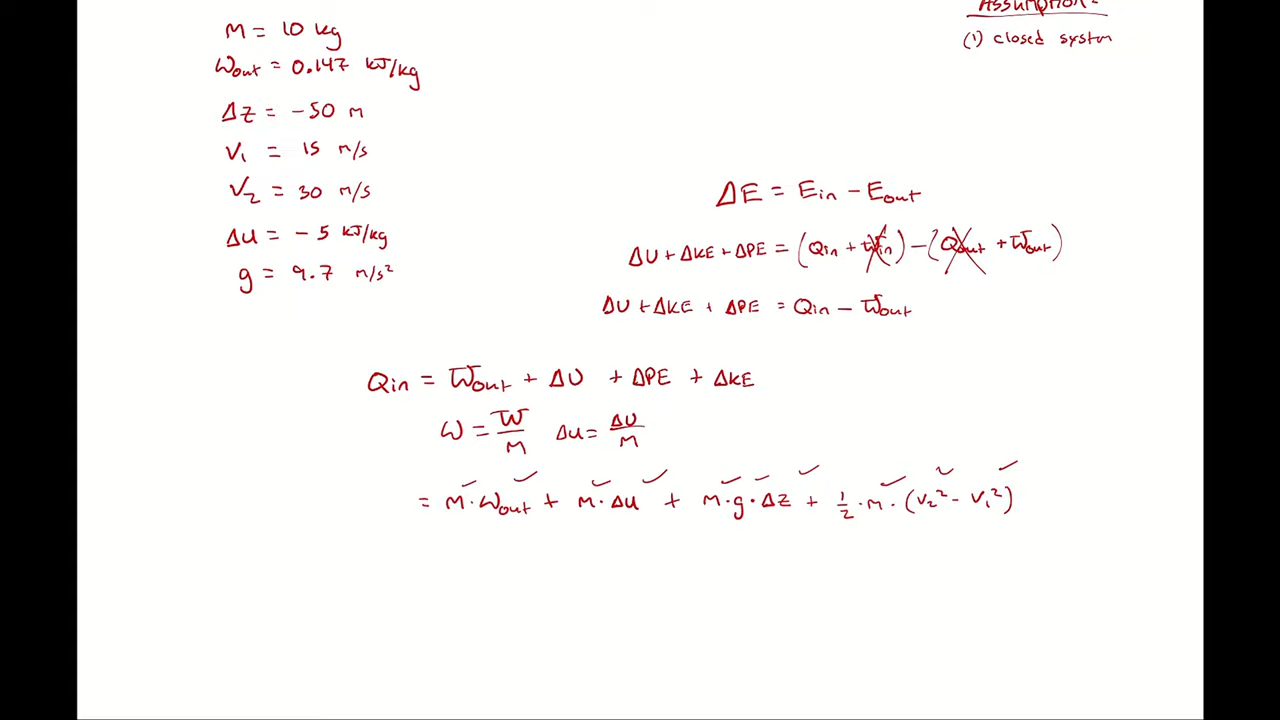 Assumption:
(1) closed system
m = 10 kg
wout = 0.147 kJ/kg
Δz = -50 m
V1 = 15 m/s
V2 = 30 m/s
Δu = -5 kJ/kg
g = 9.7 m/s²
ΔE = Ein - Eout
ΔU + ΔKE + ΔPE = (Qin + Win) - (Qout + Wout)
ΔU + ΔKE + ΔPE = Qin - Wout
Qin = Wout + ΔU + ΔPE + ΔKE
w = W/m Δu = ΔU/m
= m·wout + m·Δu + m·g·Δz + 1/2·m·(V2² - V1²)